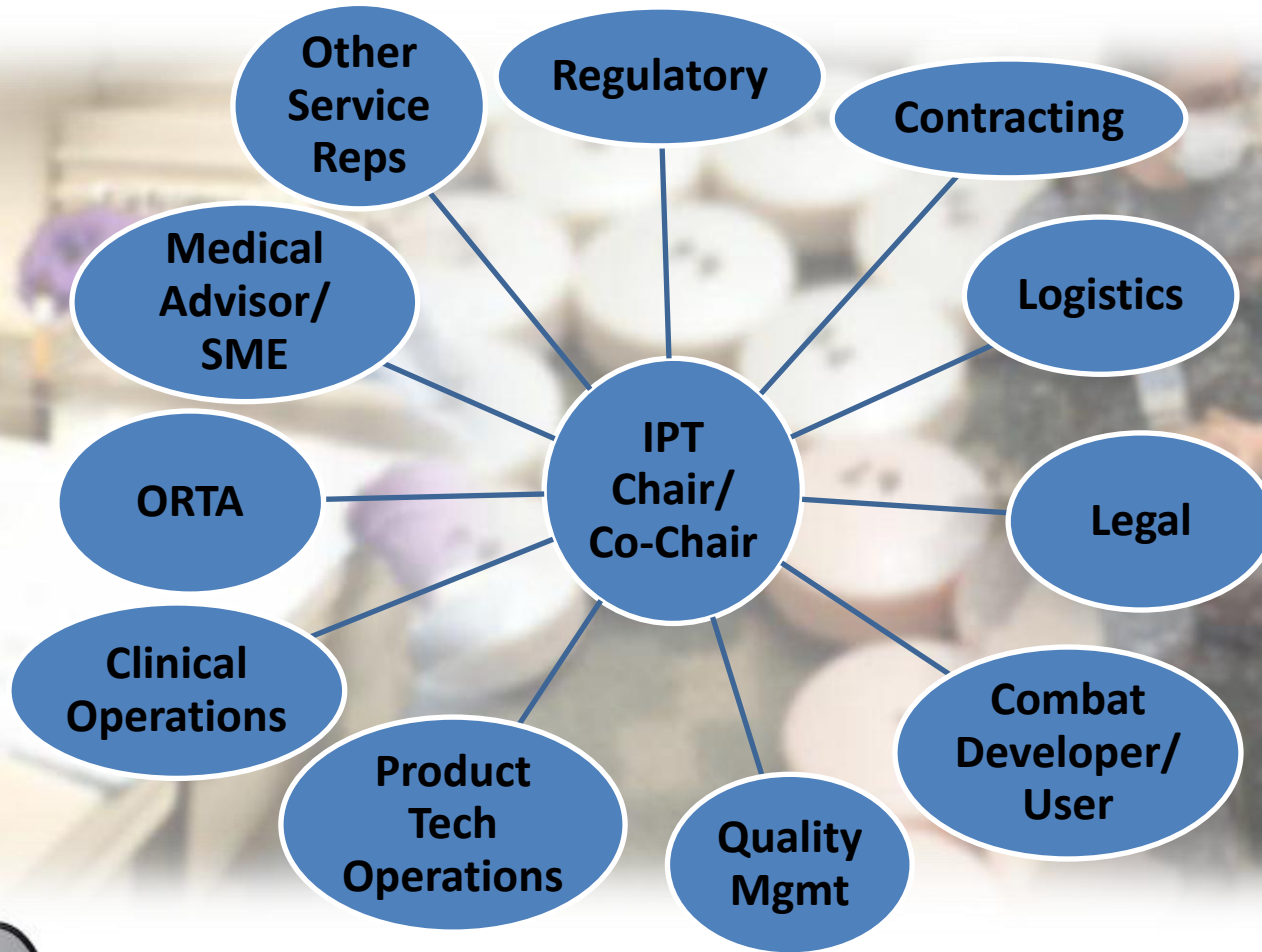 Other
Service
Reps
Regulatory
Contracting
Medical
Advisor/
SME
Logistics
IPT
Chair/
Co-Chair
ORTA
Legal
Clinical
Operations
Combat
Developer/
User
Product
Tech
Operations
Quality
Mgmt